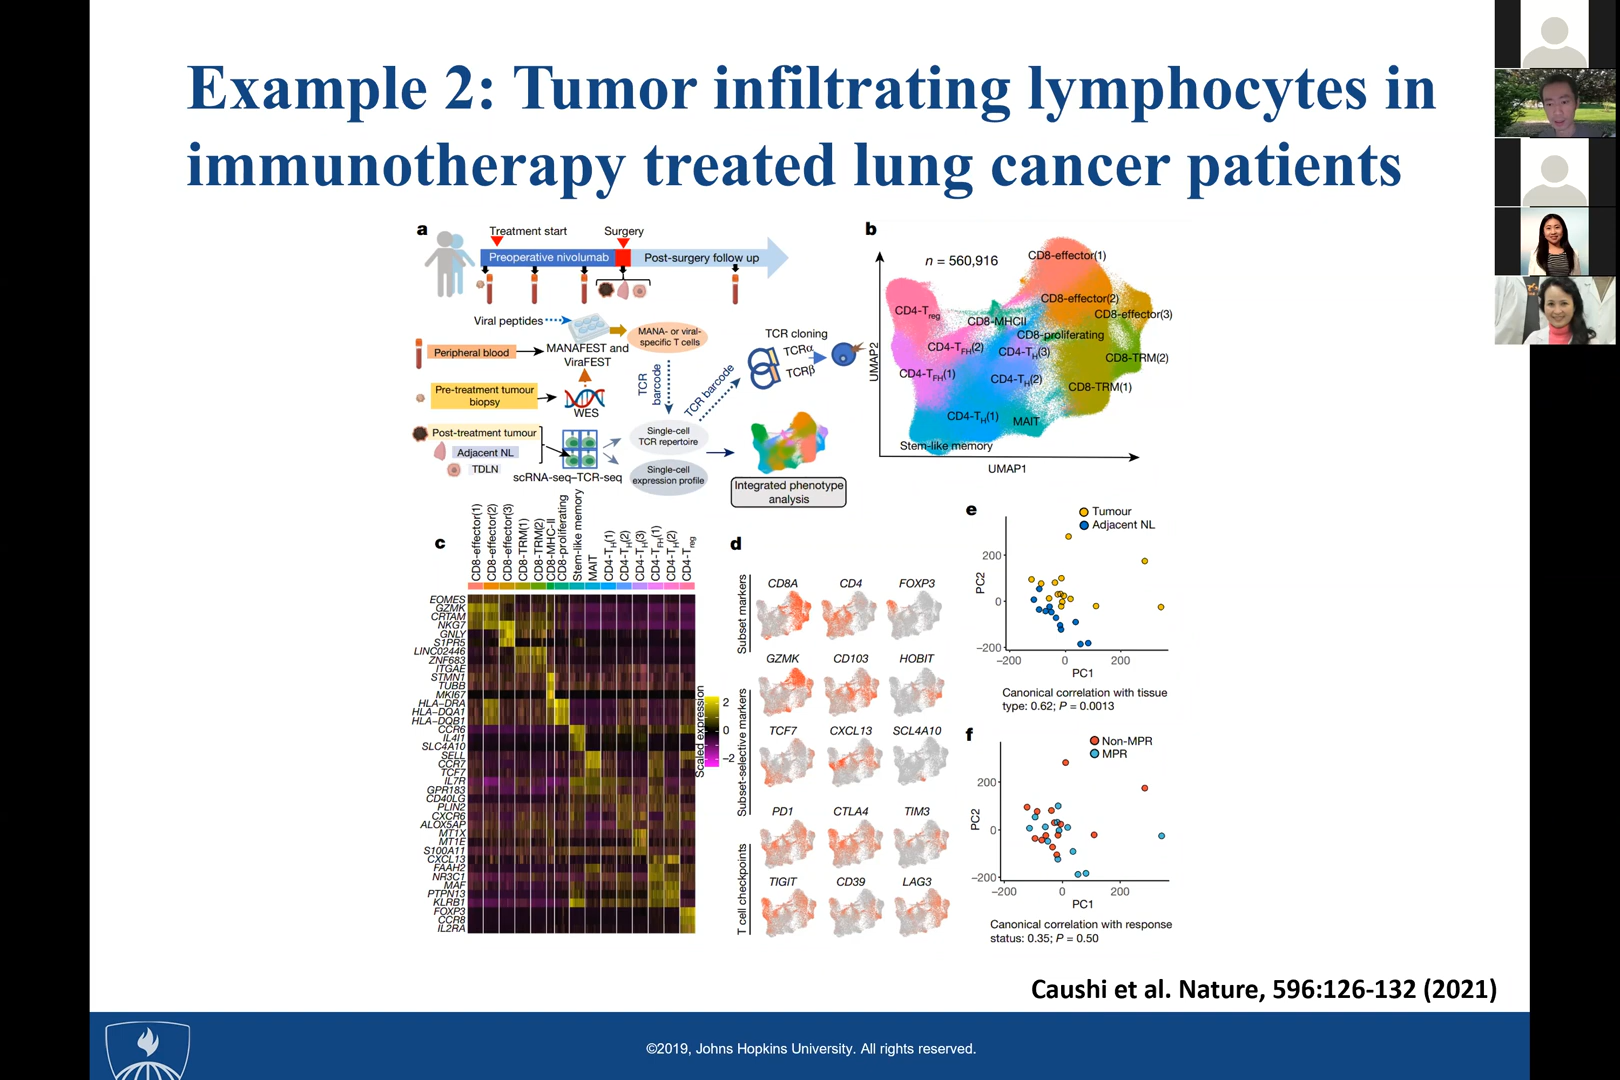 Example 2: Tumor infiltrating lymphocytes in
immunotherapy treated lung cancer patients
a
Treatment start
Surgery
Preoperative nivolumab
Post-surgery follow up
Viral peptides
MANA- or viral-
specific T cells
Peripheral blood
MANAFEST and
ViraFEST
Pre-treatment tumour
biopsy
WES
TCR
barcode
TCR barcode
TCR cloning
TCRα
TCRβ
Post-treatment tumour
Adjacent NL
TDLN
scRNA-seq–TCR-seq
Single-cell
TCR repertoire
Single-cell
expression profile
Integrated phenotype
analysis
b
n = 560,916
UMAP2
UMAP1
CD8-effector(1)
CD8-effector(2)
CD8-effector(3)
CD4-Treg
CD8-MHCII
CD8-proliferating
CD4-TFH(2)
CD4-TH(3)
CD8-TRM(2)
CD4-TFH(1)
CD4-TH(2)
CD8-TRM(1)
CD4-TH(1)
MAIT
Stem-like memory
c
CD8-effector(1)
CD8-effector(2)
CD8-effector(3)
CD8-TRM(1)
CD8-TRM(2)
CD8-MHC-II
CD8-proliferating
Stem-like memory
MAIT
CD4-TH(1)
CD4-TH(2)
CD4-TH(3)
CD4-TFH(1)
CD4-TH(2)
CD4-Treg
EOMES
GZMK
CRTAM
NKG7
GNLY
S1PR5
LINC02446
ZNF683
ITGAE
STMN1
TUBB
MKI67
HLA–DRA
HLA–DQA1
HLA–DQB1
CCR6
IL4I1
SLC4A10
SELL
CCR7
TCF7
IL7R
GPR183
CD40LG
PLIN2
CXCR6
ALOX5AP
MT1X
MT1E
S100A11
CXCL13
FAAH2
NR3C1
MAF
PTPN13
KLRB1
FOXP3
CCR8
IL2RA
Scaled expression
2
0
−2
d
Subset markers
CD8A CD4 FOXP3
Subset-selective markers
GZMK CD103 HOBIT
TCF7 CXCL13 SCL4A10
T cell checkpoints
PD1 CTLA4 TIM3
TIGIT CD39 LAG3
e
Tumour
Adjacent NL
PC2
200
0
−200
−200 0 200
PC1
Canonical correlation with tissue
type: 0.62; P = 0.0013
f
Non-MPR
MPR
PC2
200
0
−200
−200 0 200
PC1
Canonical correlation with response
status: 0.35; P = 0.50
Caushi et al. Nature, 596:126-132 (2021)
©2019, Johns Hopkins University. All rights reserved.